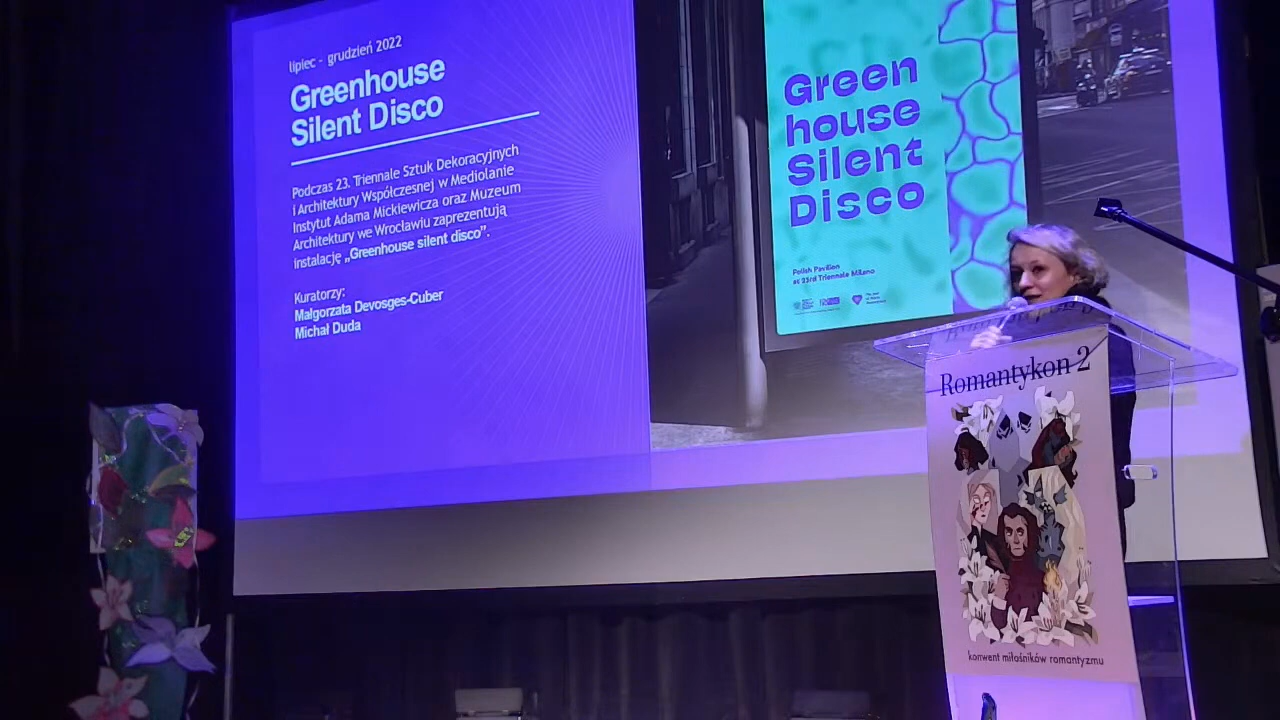 lipiec - grudzień 2022
Greenhouse
Silent Disco
Podczas 23. Triennale Sztuk Dekoracyjnych
i Architektury Współczesnej w Mediolanie
Instytut Adama Mickiewicza oraz Muzeum
Architektury we Wrocławiu zaprezentują
instalację „Greenhouse silent disco”.
Kuratorzy:
Małgorzata Devosges-Cuber
Michał Duda
Green
house
Silent
Disco
Polish Pavilion
at 23rd Triennale Milano
Romantykon 2
konwent miłośników romantyzmu